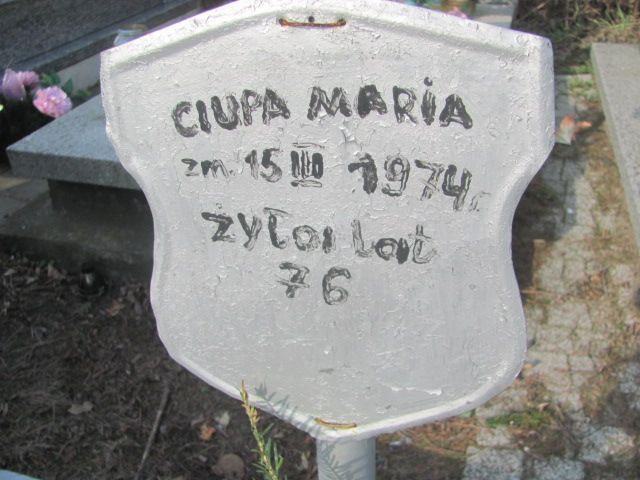 CIUPA MARIA
zm. 15 III 1974 r.
żyła lat
76